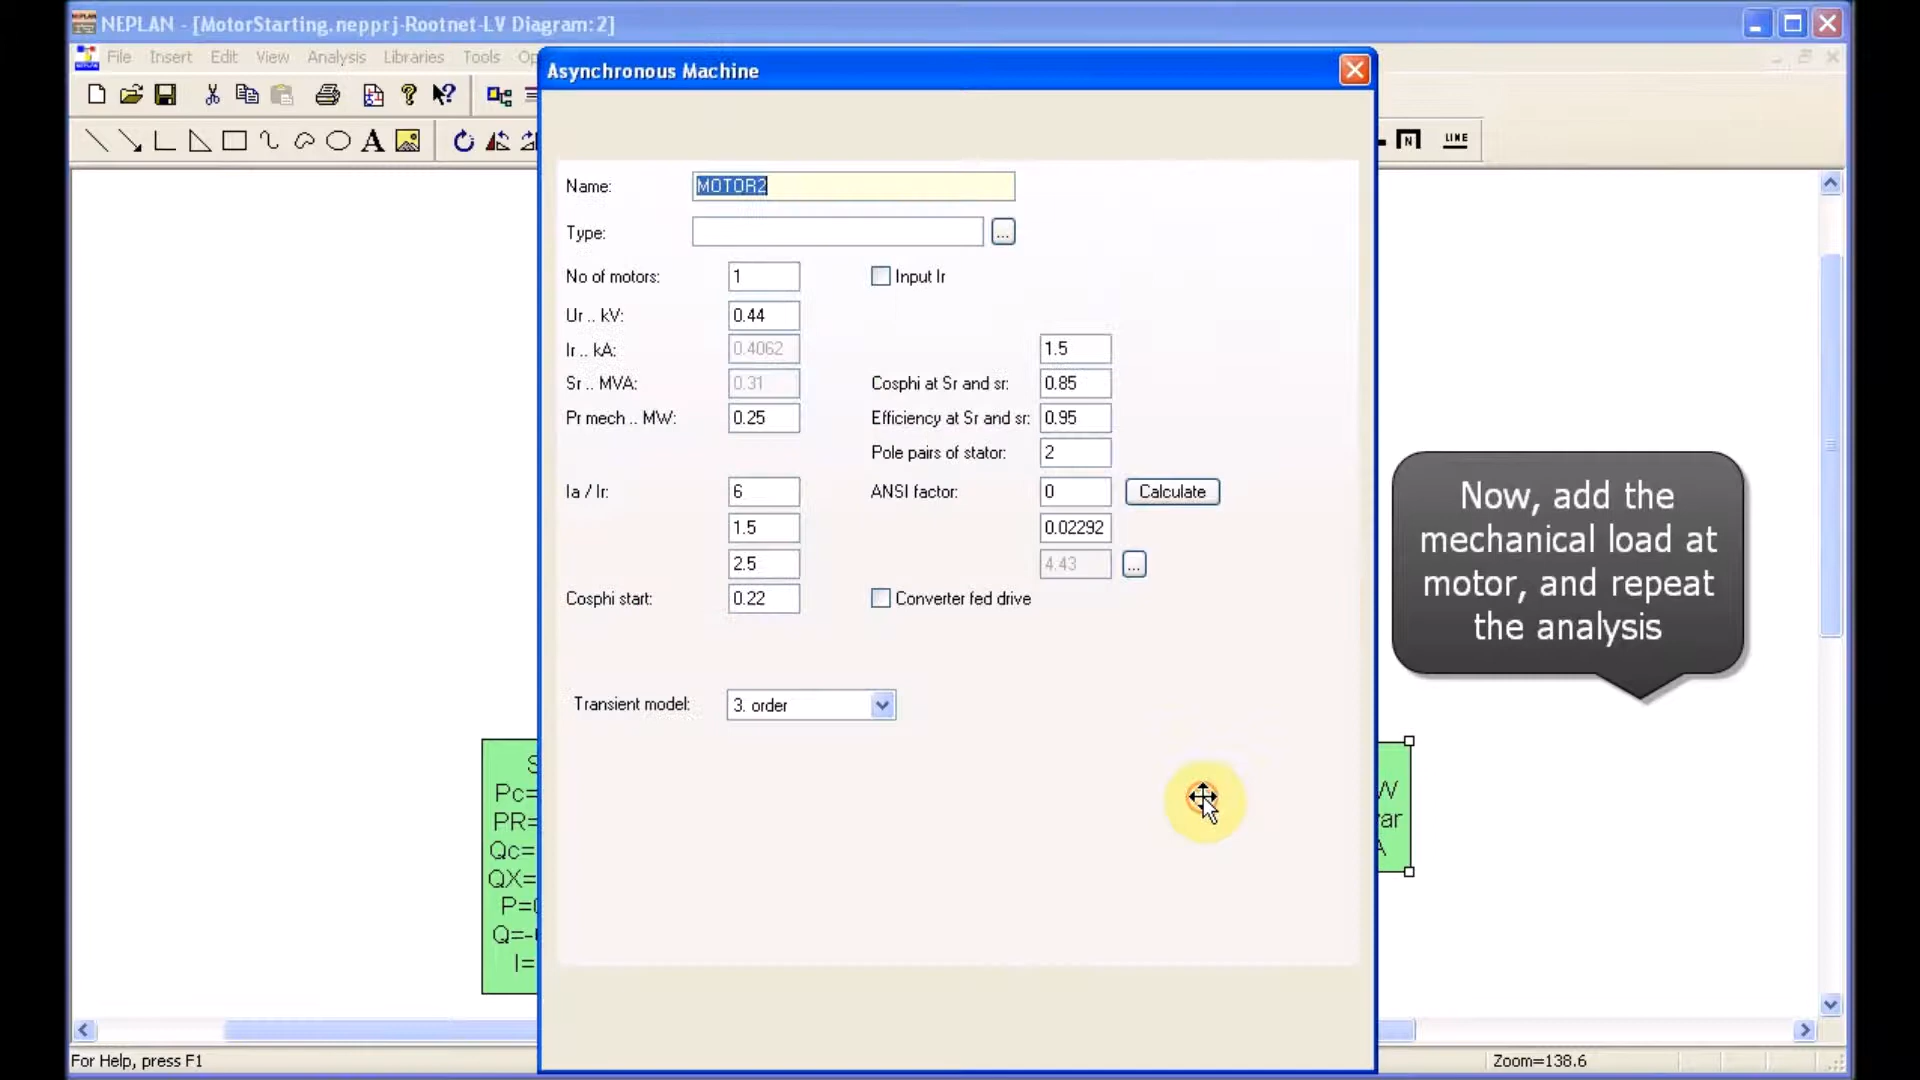 NEPLAN - [MotorStarting.nepprj-Rootnet-LV Diagram:2]
File Insert Edit View Analysis Libraries Tools
Asynchronous Machine
LINE
Name: MOTOR2
Type: ...
No of motors: 1 Input Ir
Ur .. kV: 0.44
Ir .. kA: 0.4062 1.5
Sr .. MVA: 0.31 Cosphi at Sr and sr: 0.85
Pr mech .. MW: 0.25 Efficiency at Sr and sr: 0.95
Pole pairs of stator: 2
Ia / Ir: 6 ANSI factor: 0 Calculate
1.5 0.02292
2.5 4.43 ...
Cosphi start: 0.22 Converter fed drive
Transient model: 3. order
Now, add the
mechanical load at
motor, and repeat
the analysis
Pc=
PR=
Qc=
QX=
P=
Q=-
I=
For Help, press F1 Zoom=138.6